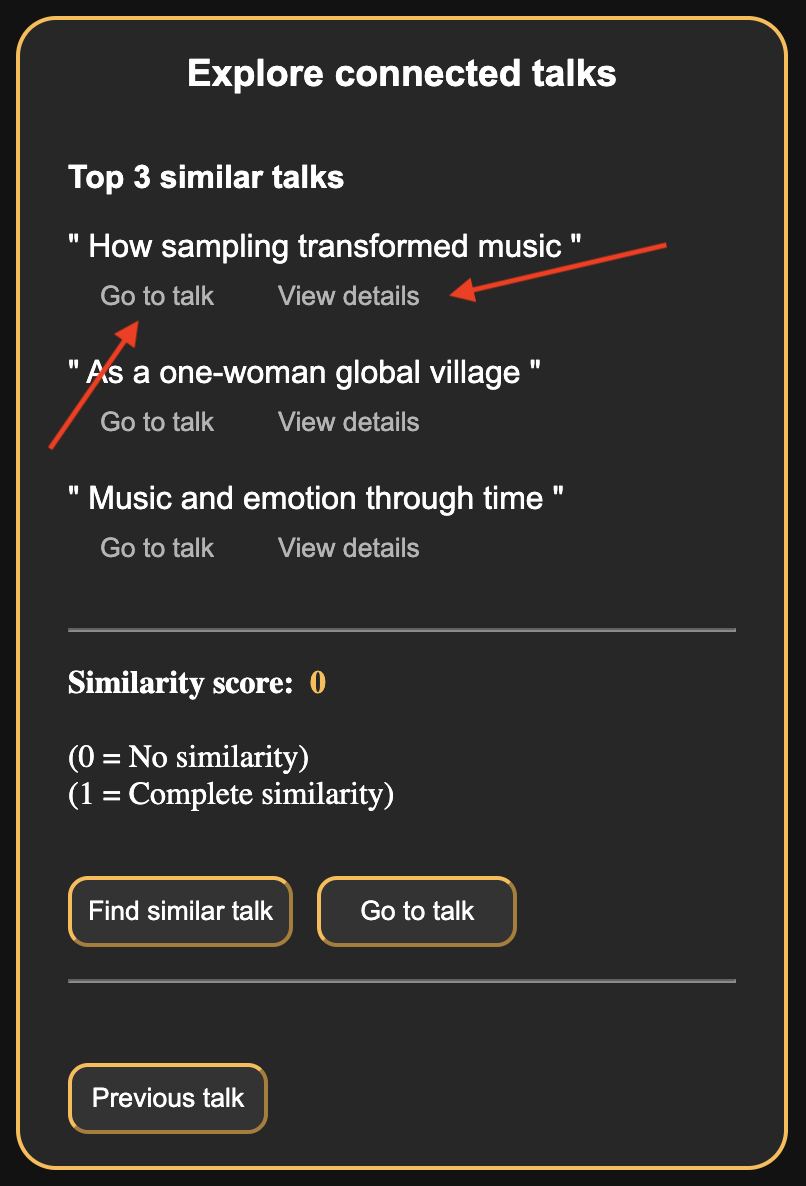 Explore connected talks
Top 3 similar talks
" How sampling transformed music "
Go to talk View details
" As a one-woman global village "
Go to talk View details
" Music and emotion through time "
Go to talk View details
Similarity score: 0
(0 = No similarity)
(1 = Complete similarity)
Find similar talk Go to talk
Previous talk